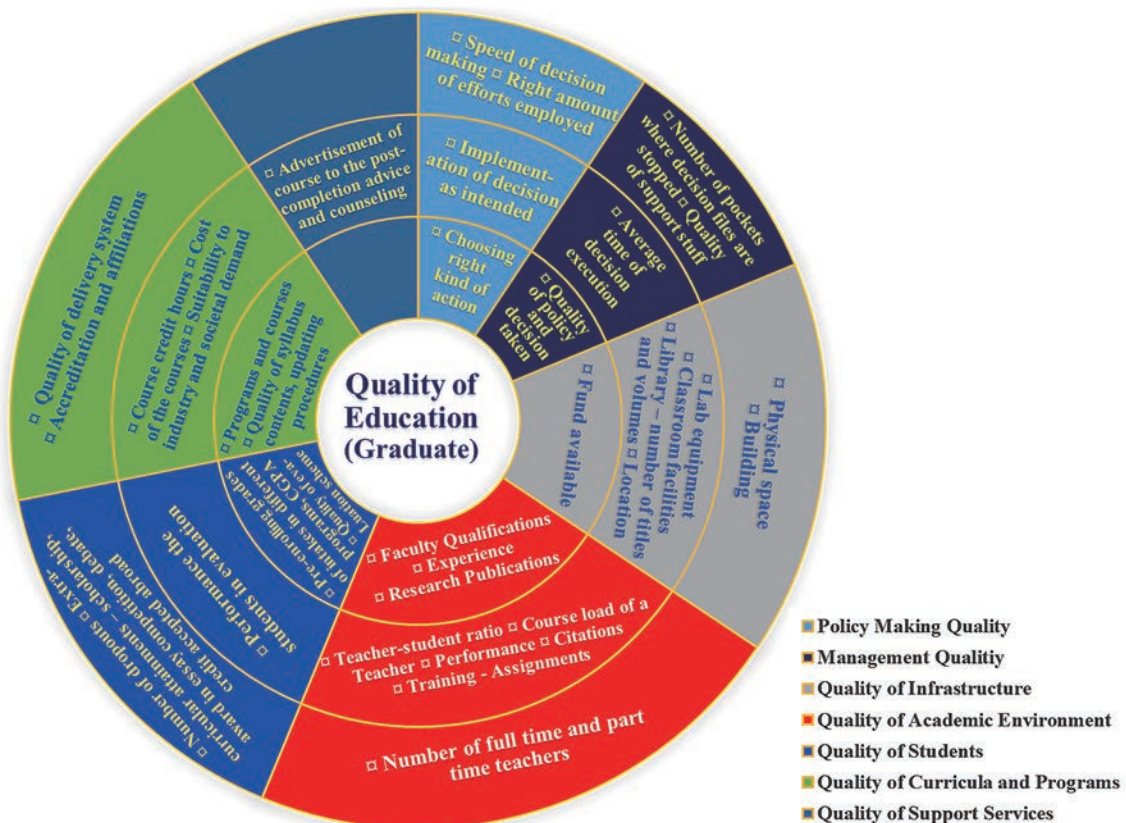 ¤ Speed of decision
making ¤ Right amount
of efforts employed
¤ Implement-
ation of decision
as intended
¤ Choosing
right
kind of
action
¤ Number of pockets
where decision files are
stopped ¤ Quality
of support stuff
¤ Average
time of
decision
execution
¤ Quality
of policy
and
decision
taken
¤ Physical space
¤ Building
¤ Lab equipment
¤ Classroom facilities
¤ Library – number of titles
and volumes ¤ Location
¤ Fund available
¤ Faculty Qualifications
¤ Experience
¤ Research Publications
¤ Teacher-student ratio ¤ Course load of a
Teacher ¤ Performance ¤ Citations
¤ Training - Assignments
¤ Number of full time and part
time teachers
¤ Pre-enrolling grades
of intakes in different
programs ¤ CGPA
¤ Quality of eva-
luation scheme
¤ Performance the
students in evaluation
¤ Number of dropouts ¤ Extra-
curricular attainments – scholarship,
award in essay competition, debate,
credit accepted abroad
¤ Programs and courses
¤ Quality of syllabus
contents, updating
procedures
¤ Course credit hours ¤ Cost
of the courses ¤ Suitability to
industry and societal demand
¤ Quality of delivery system
¤ Accreditation and affiliations
¤ Advertisement of
course to the post-
completion advice
and counseling
Quality of
Education
(Graduate)
Policy Making Quality
Management Qualitiy
Quality of Infrastructure
Quality of Academic Environment
Quality of Students
Quality of Curricula and Programs
Quality of Support Services